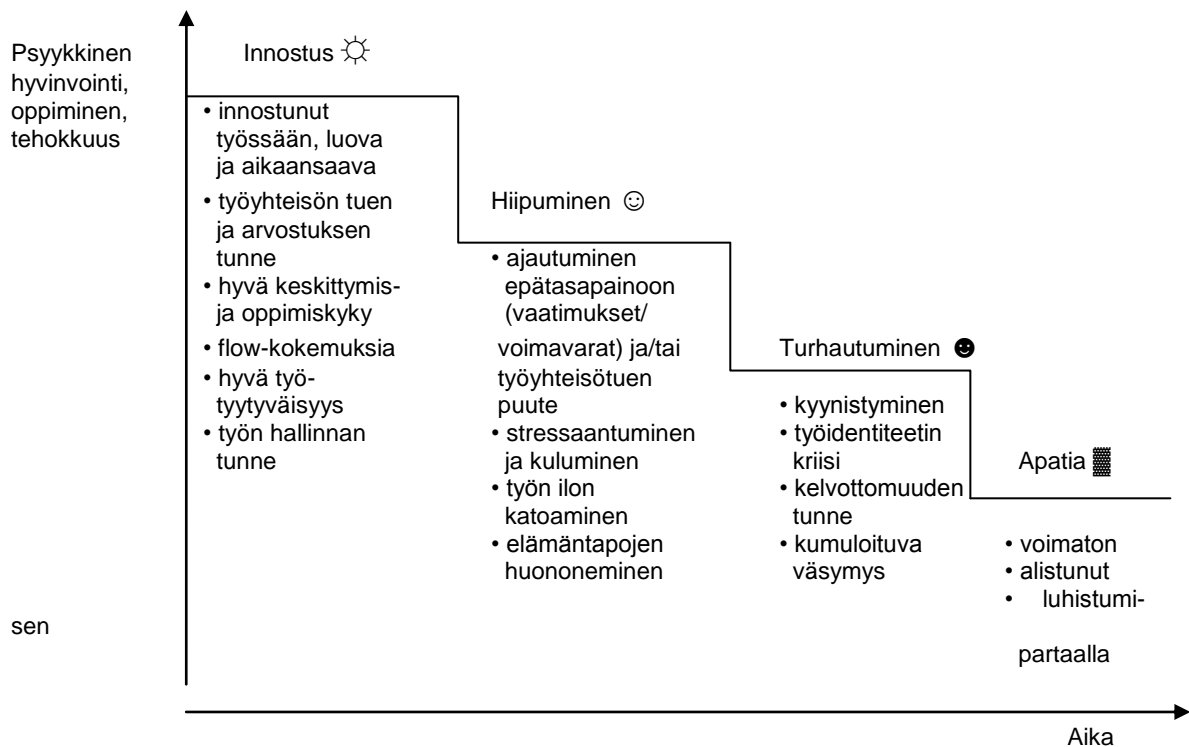 Psyykkinen
hyvinvointi,
oppiminen,
tehokkuus
Innostus ☼
• innostunut
työssään, luova
ja aikaansaava
• työyhteisön tuen
ja arvostuksen
tunne
• hyvä keskittymis-
ja oppimiskyky
• flow-kokemuksia
• hyvä työ-
tyytyväisyys
• työn hallinnan
tunne
Hiipuminen ☺
• ajautuminen
epätasapainoon
(vaatimukset/
voimavarat) ja/tai
työyhteisötuen
puute
• stressaantuminen
ja kuluminen
• työn ilon
katoaminen
• elämäntapojen
huononeminen
Turhautuminen ☻
• kyynistyminen
• työidentiteetin
kriisi
• kelvottomuuden
tunne
• kumuloituva
väsymys
Apatia ▓
• voimaton
• alistunut
• luhistumi-
sen
partaalla
Aika